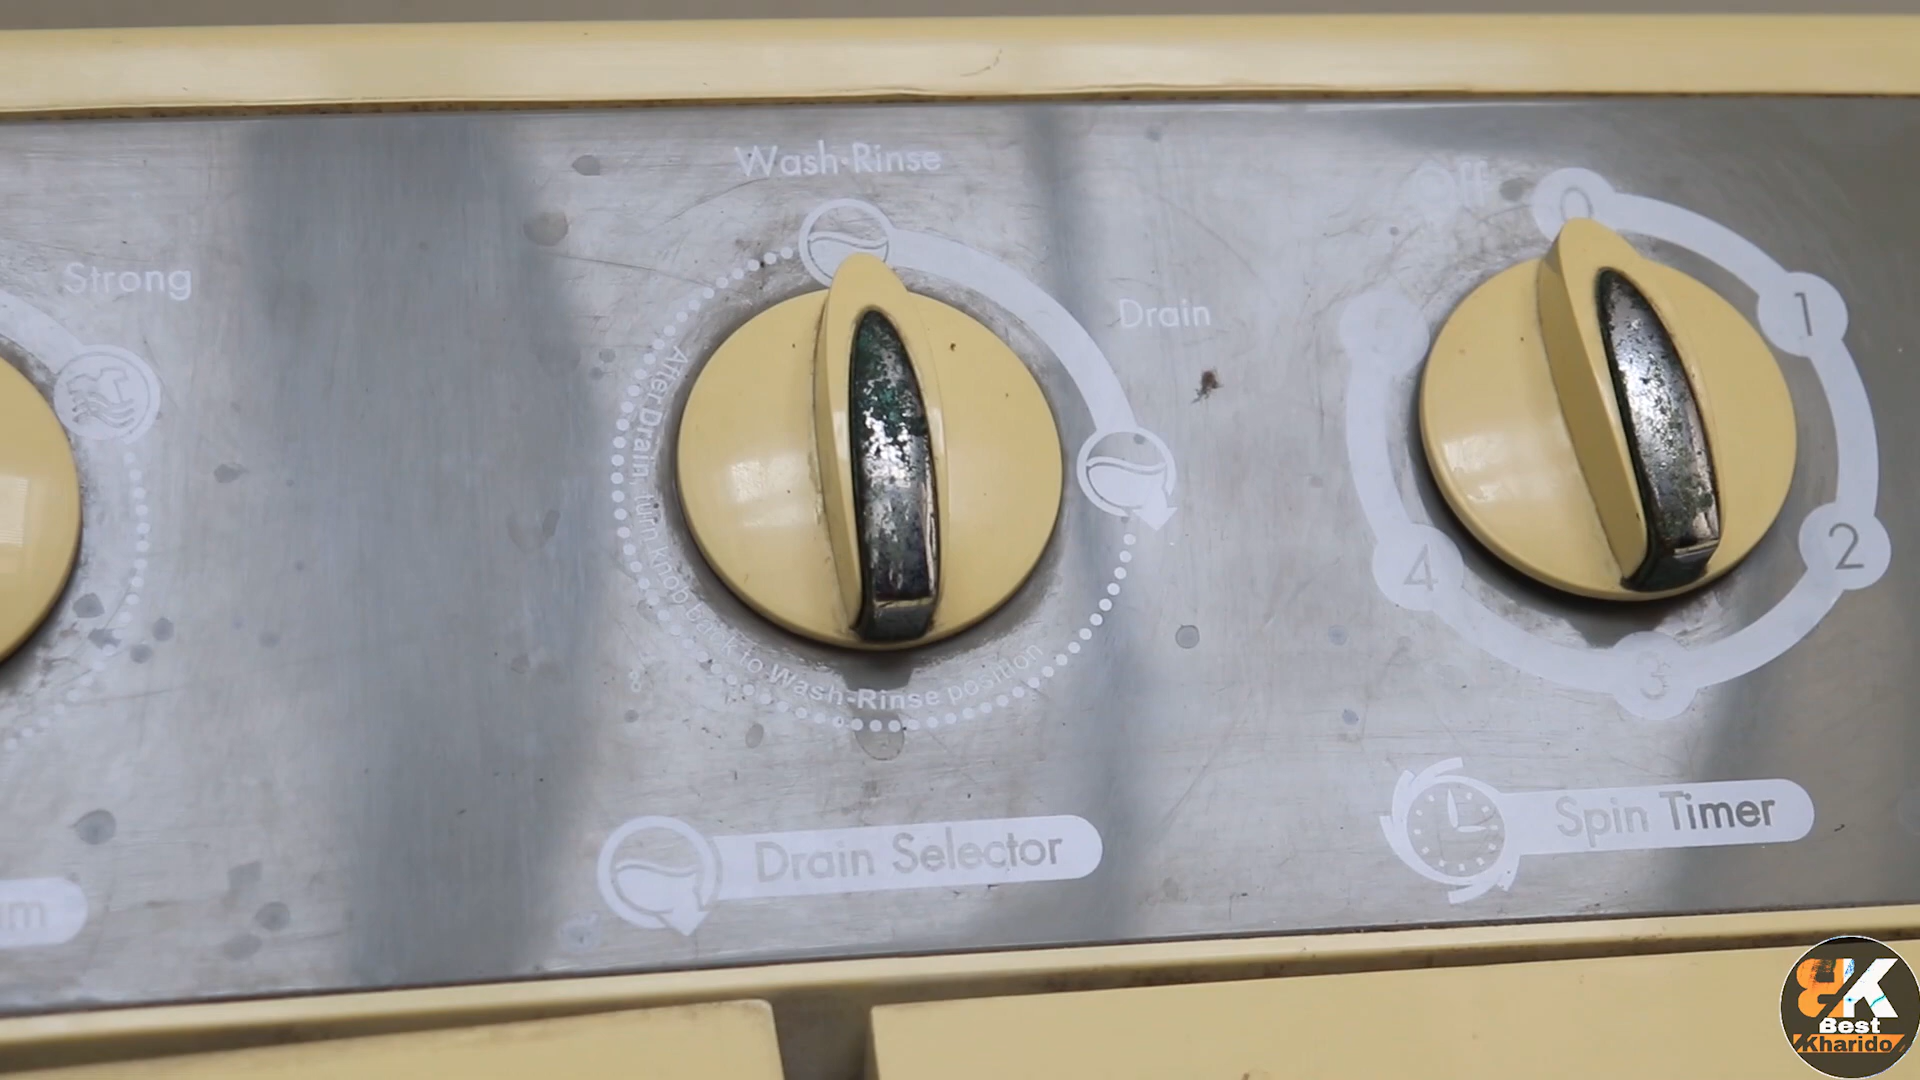 Strong
Wash-Rinse
Drain
After Drain, turn knob back to Wash-Rinse position
Drain Selector
Off
0
1
2
3
4
Spin Timer
BK
Best
Kharido